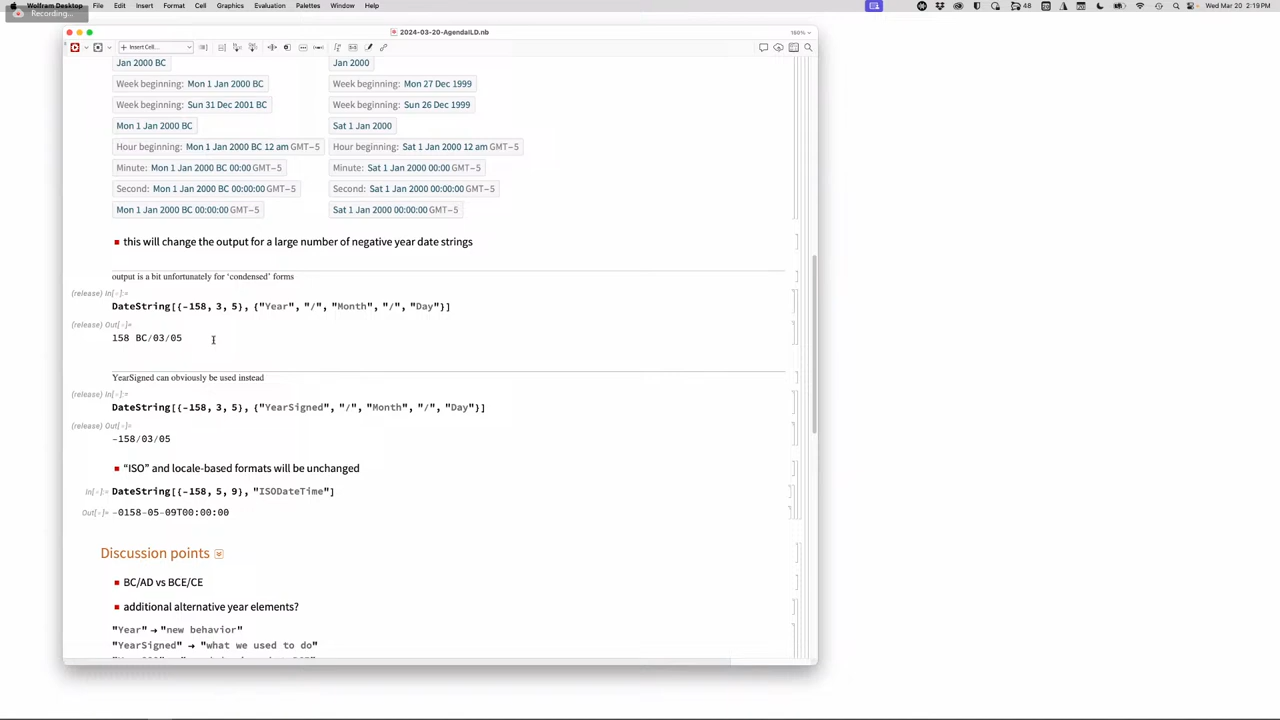 Wolfram Desktop File Edit Insert Format Cell Graphics Evaluation Palettes Window Help 48 Wed Mar 20 2:19 PM
Recording...
2024-03-20-AgendaILD.nb 150%
Insert Cell...
Jan 2000 BC Jan 2000
Week beginning: Mon 1 Jan 2000 BC Week beginning: Mon 27 Dec 1999
Week beginning: Sun 31 Dec 2001 BC Week beginning: Sun 26 Dec 1999
Mon 1 Jan 2000 BC Sat 1 Jan 2000
Hour beginning: Mon 1 Jan 2000 BC 12 am GMT-5 Hour beginning: Sat 1 Jan 2000 12 am GMT-5
Minute: Mon 1 Jan 2000 BC 00:00 GMT-5 Minute: Sat 1 Jan 2000 00:00 GMT-5
Second: Mon 1 Jan 2000 BC 00:00:00 GMT-5 Second: Sat 1 Jan 2000 00:00:00 GMT-5
Mon 1 Jan 2000 BC 00:00:00 GMT-5 Sat 1 Jan 2000 00:00:00 GMT-5
this will change the output for a large number of negative year date strings
output is a bit unfortunately for ‘condensed’ forms
(release) In[◦]:=
DateString[{-158, 3, 5}, {"Year", "/", "Month", "/", "Day"}]
(release) Out[◦]=
158 BC/03/05
YearSigned can obviously be used instead
(release) In[◦]:=
DateString[{-158, 3, 5}, {"YearSigned", "/", "Month", "/", "Day"}]
(release) Out[◦]=
-158/03/05
“ISO” and locale-based formats will be unchanged
In[◦]:= DateString[{-158, 5, 9}, "ISODateTime"]
Out[◦]= -0158-05-09T00:00:00
Discussion points
BC/AD vs BCE/CE
additional alternative year elements?
"Year" → "new behavior"
"YearSigned" → "what we used to do"